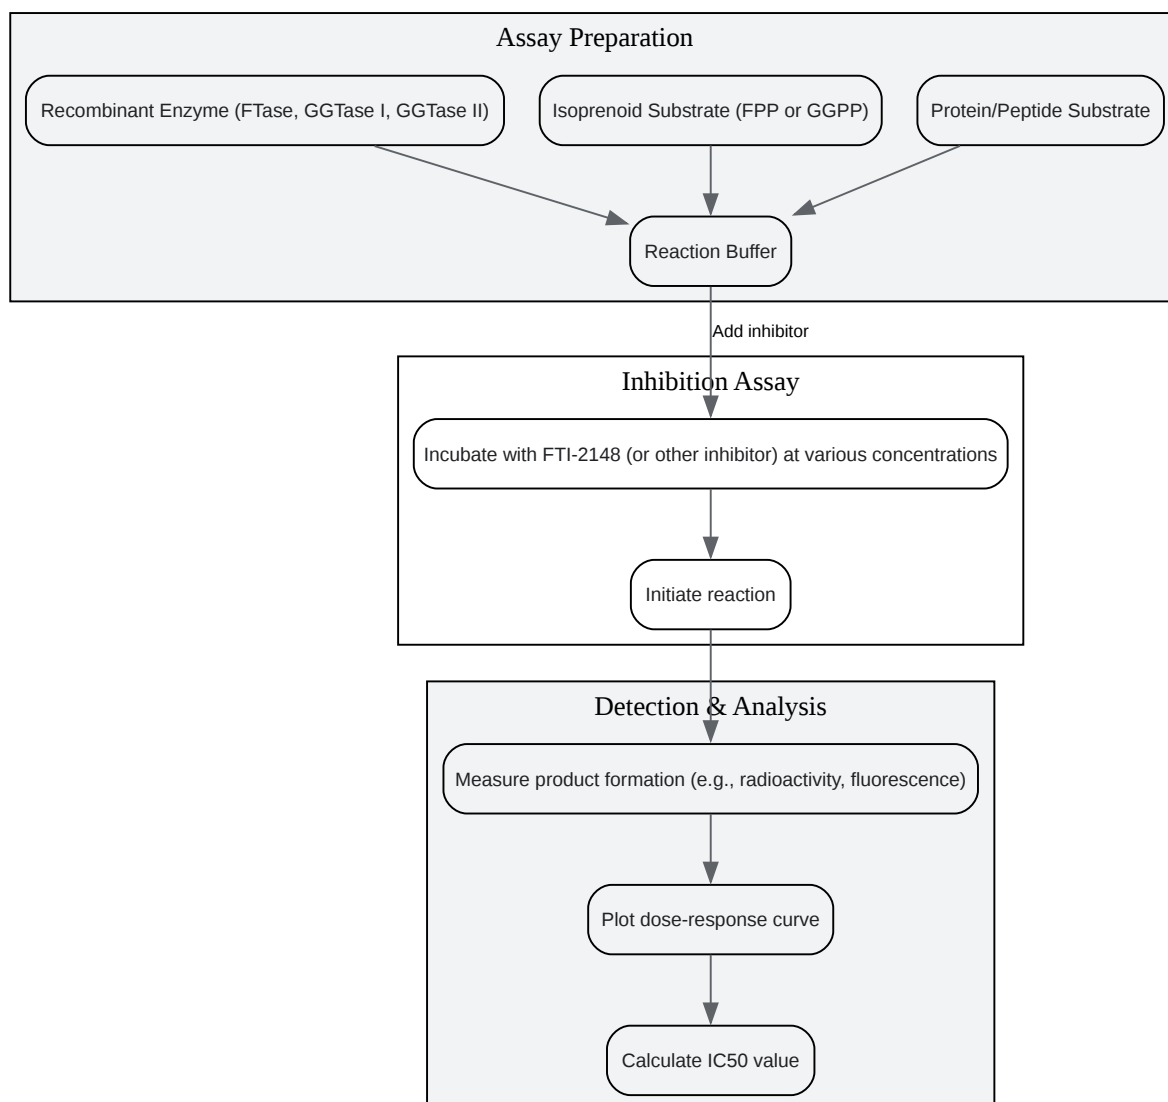 Assay Preparation
Recombinant Enzyme (FTase, GGTase I, GGTase II)
Isoprenoid Substrate (FPP or GGPP)
Protein/Peptide Substrate
Reaction Buffer
Add inhibitor
Inhibition Assay
Incubate with FTI-2148 (or other inhibitor) at various concentrations
Initiate reaction
Detection & Analysis
Measure product formation (e.g., radioactivity, fluorescence)
Plot dose-response curve
Calculate IC50 value